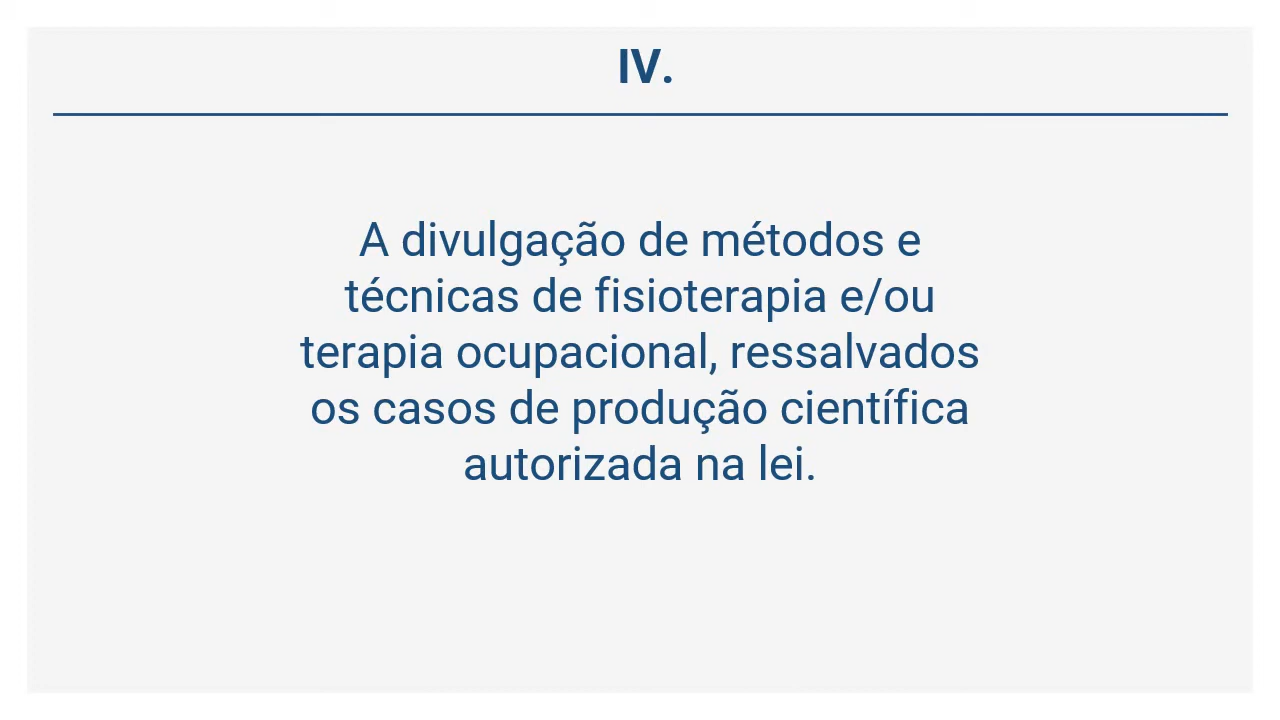 IV.
A divulgação de métodos e
técnicas de fisioterapia e/ou
terapia ocupacional, ressalvados
os casos de produção científica
autorizada na lei.